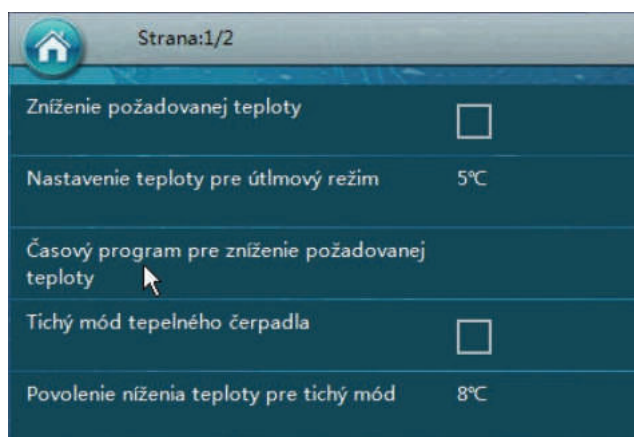 Strana:1/2
Zníženie požadovanej teploty
Nastavenie teploty pre útlmový režim 5℃
Časový program pre zníženie požadovanej
teploty
Tichý mód tepelného čerpadla
Povolenie níženia teploty pre tichý mód 8℃